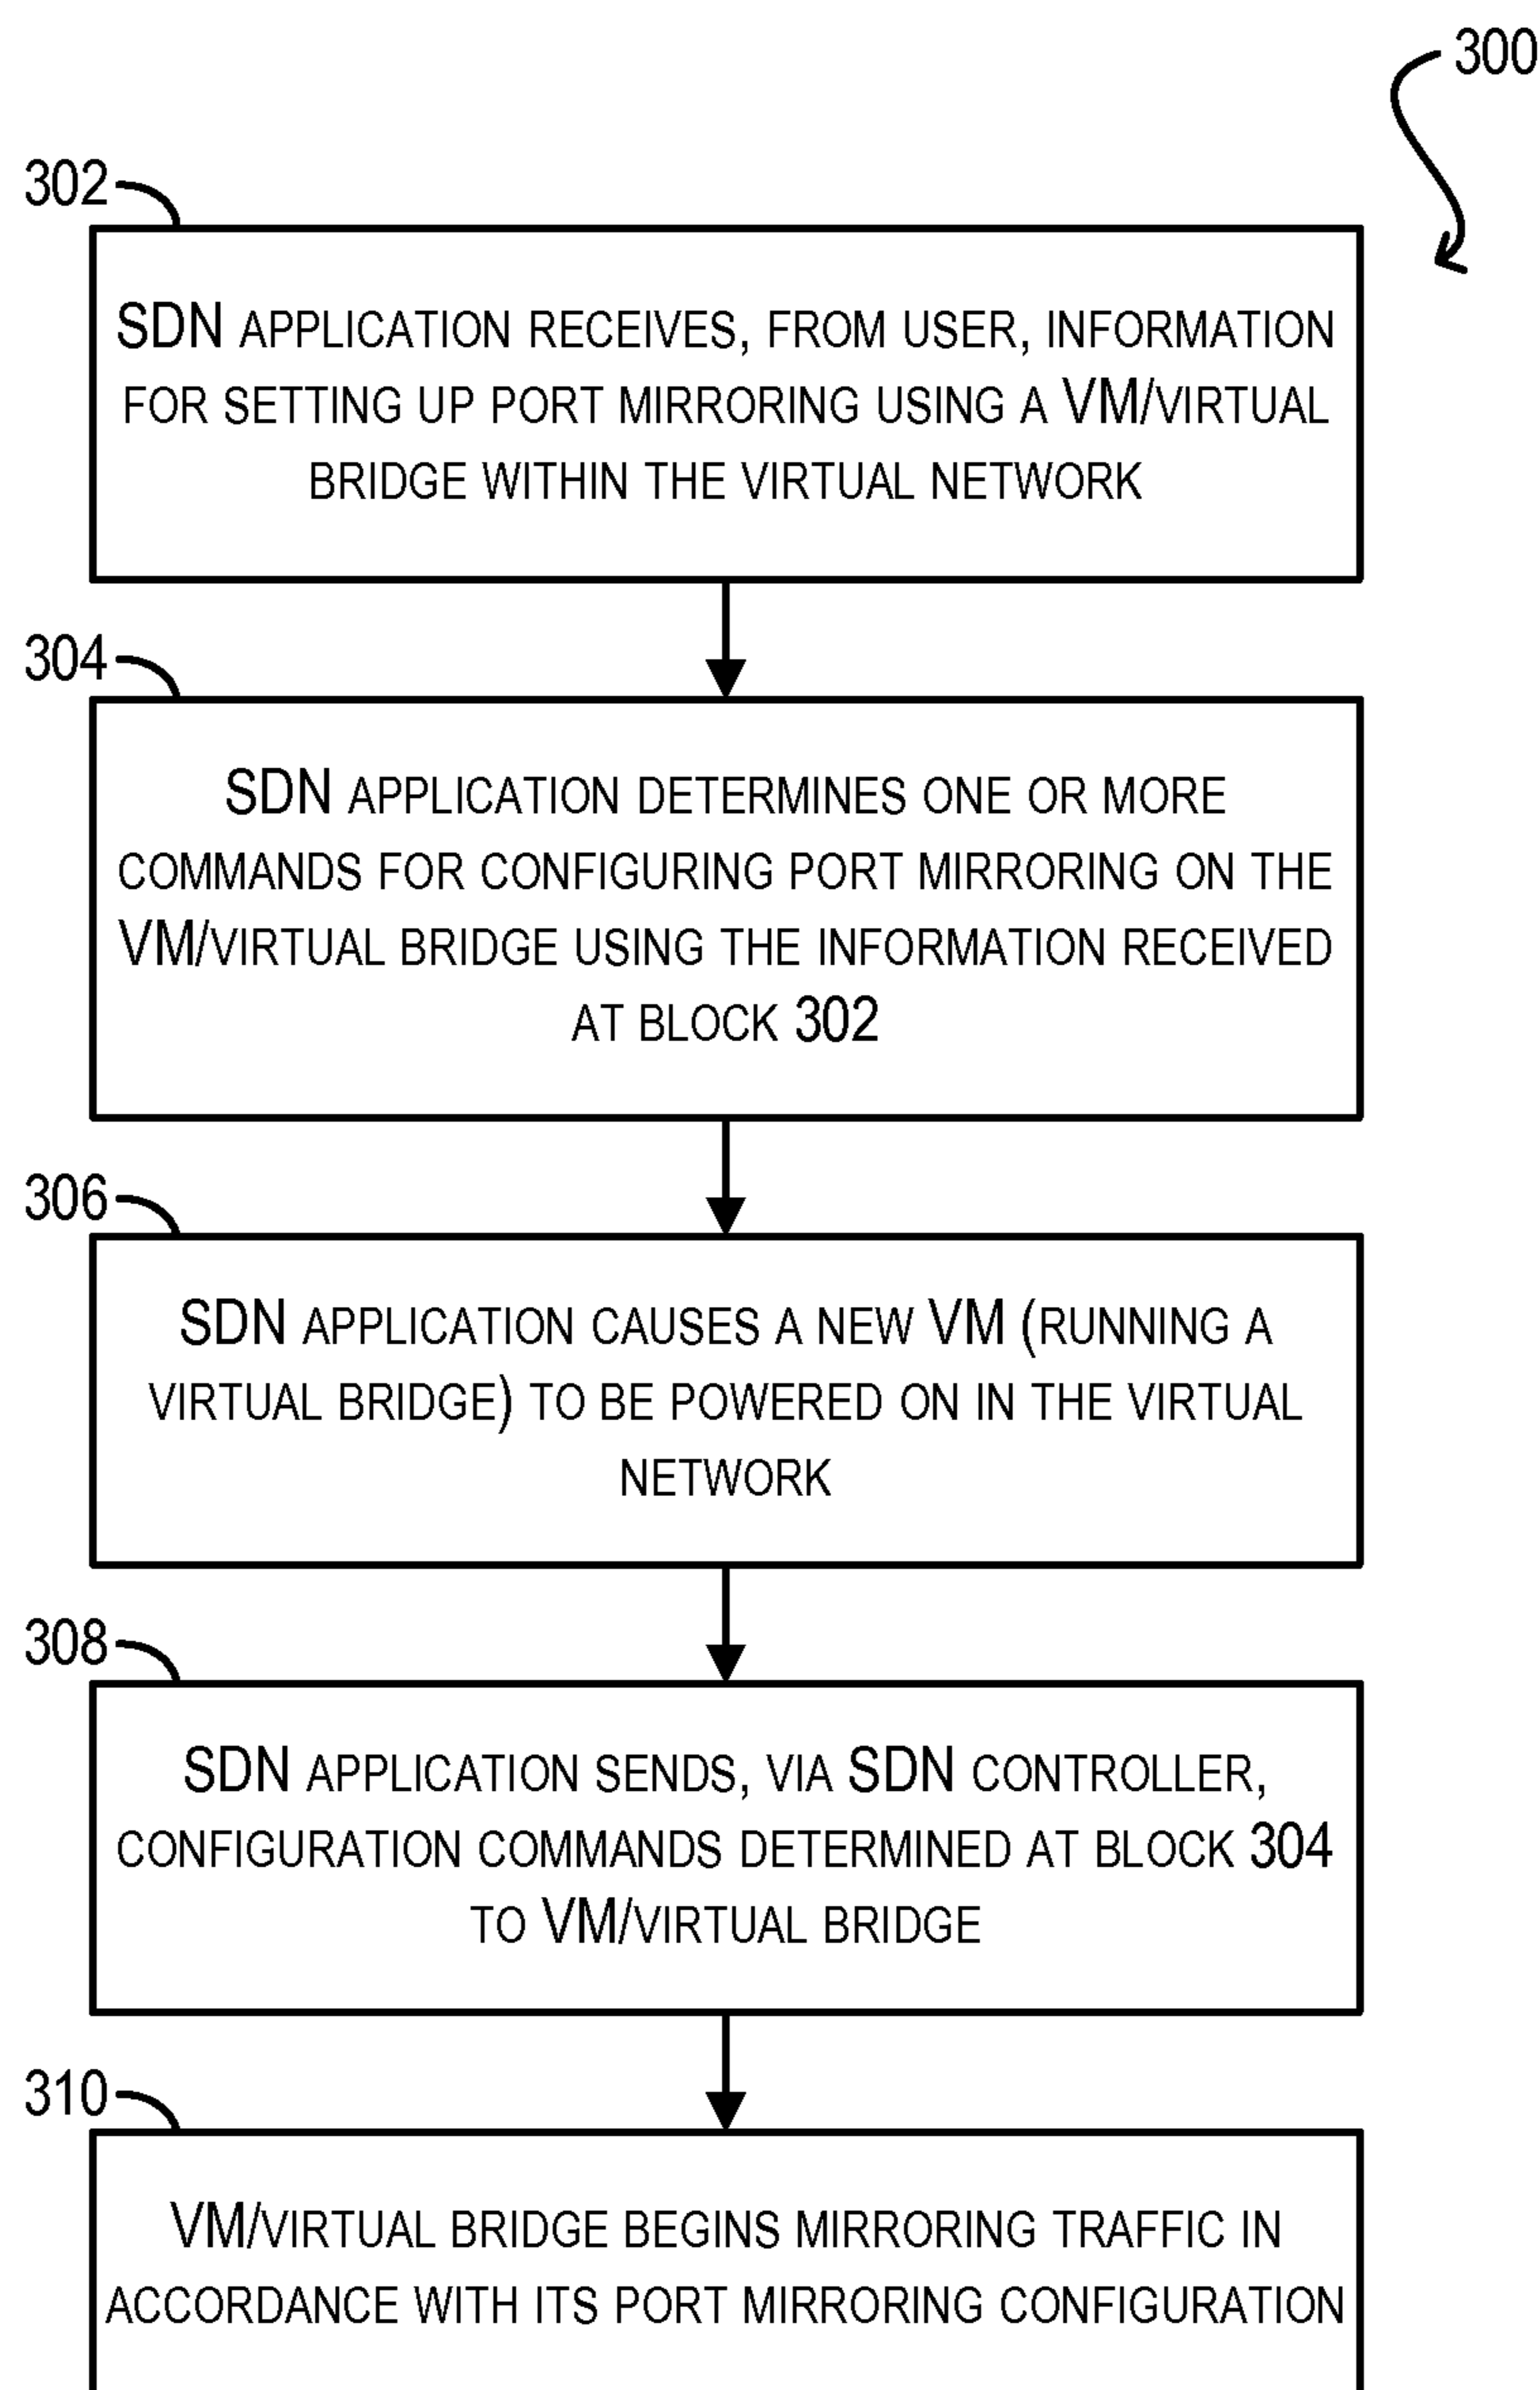 300
302
SDN APPLICATION RECEIVES, FROM USER, INFORMATION
FOR SETTING UP PORT MIRRORING USING A VM/VIRTUAL
BRIDGE WITHIN THE VIRTUAL NETWORK
304
SDN APPLICATION DETERMINES ONE OR MORE
COMMANDS FOR CONFIGURING PORT MIRRORING ON THE
VM/VIRTUAL BRIDGE USING THE INFORMATION RECEIVED
AT BLOCK 302
306
SDN APPLICATION CAUSES A NEW VM (RUNNING A
VIRTUAL BRIDGE) TO BE POWERED ON IN THE VIRTUAL
NETWORK
308
SDN APPLICATION SENDS, VIA SDN CONTROLLER,
CONFIGURATION COMMANDS DETERMINED AT BLOCK 304
TO VM/VIRTUAL BRIDGE
310
VM/VIRTUAL BRIDGE BEGINS MIRRORING TRAFFIC IN
ACCORDANCE WITH ITS PORT MIRRORING CONFIGURATION